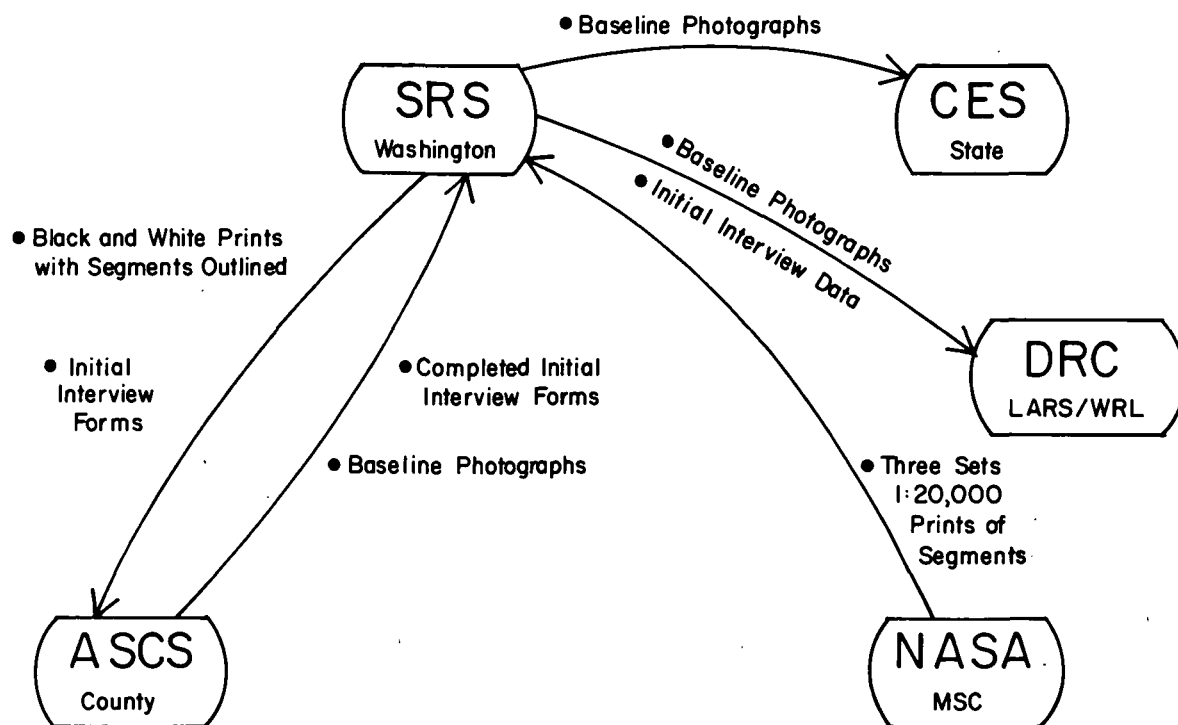 ● Baseline Photographs
SRS
Washington
CES
State
● Baseline Photographs
● Initial Interview Data
● Black and White Prints
with Segments Outlined
● Initial
Interview
Forms
● Completed Initial
Interview Forms
● Baseline Photographs
DRC
LARS/WRL
● Three Sets
1:20,000
Prints of
Segments
ASCS
County
NASA
MSC